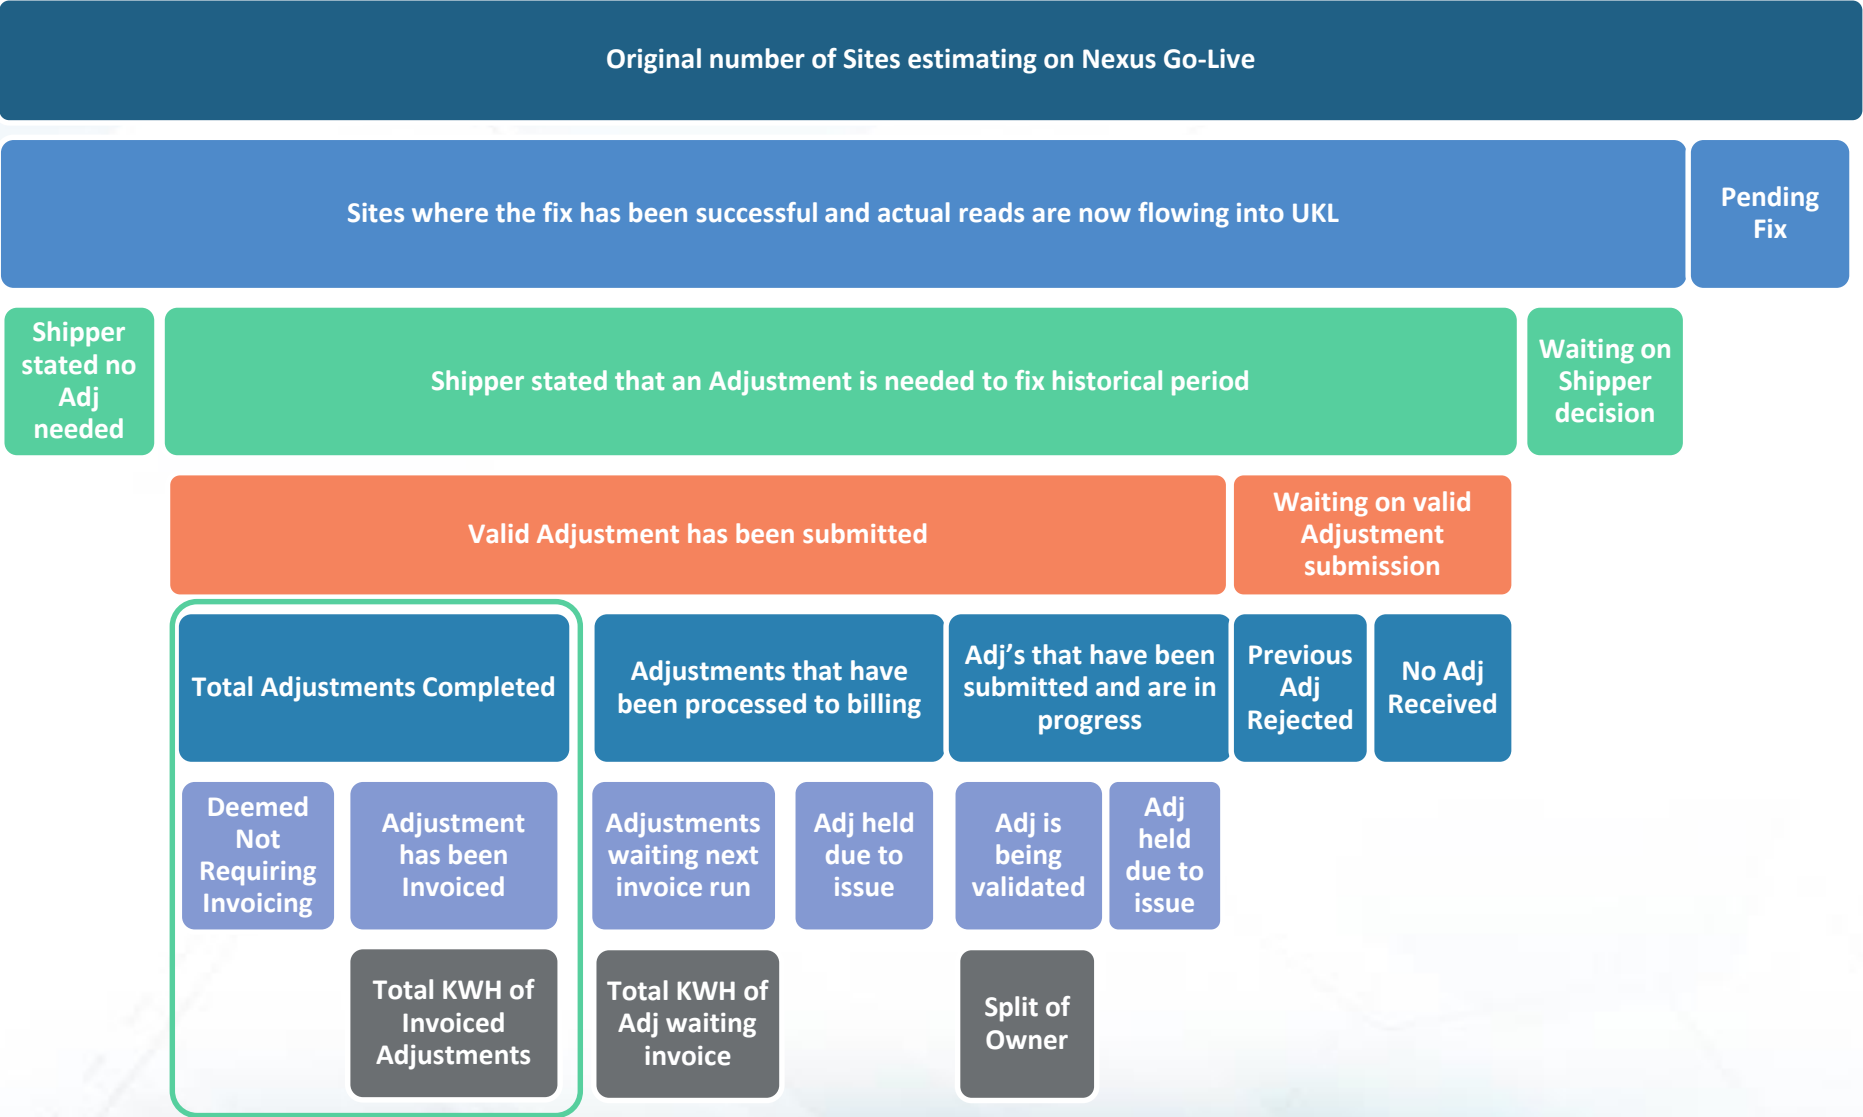 Original number of Sites estimating on Nexus Go-Live
Sites where the fix has been successful and actual reads are now flowing into UKL
Pending
Fix
Shipper
stated no
Adj
needed
Shipper stated that an Adjustment is needed to fix historical period
Waiting on
Shipper
decision
Valid Adjustment has been submitted
Waiting on valid
Adjustment
submission
Total Adjustments Completed
Adjustments that have
been processed to billing
Adj’s that have been
submitted and are in
progress
Previous
Adj
Rejected
No Adj
Received
Deemed
Not
Requiring
Invoicing
Adjustment
has been
Invoiced
Adjustments
waiting next
invoice run
Adj held
due to
issue
Adj is
being
validated
Adj
held
due to
issue
Total KWH of
Invoiced
Adjustments
Total KWH of
Adj waiting
invoice
Split of
Owner